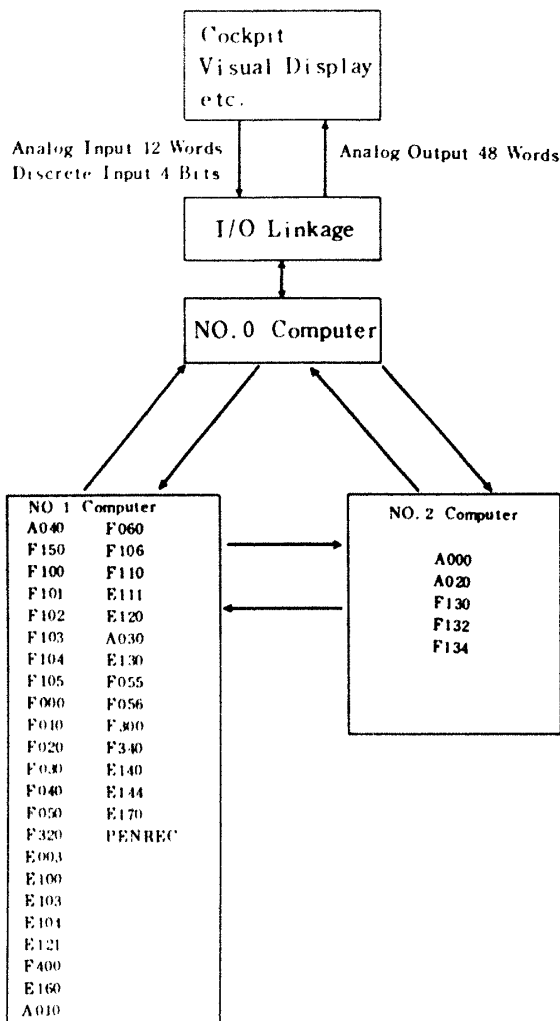 Cockpit
Visual Display
etc.
Analog Input 12 Words
Discrete Input 4 Bits
Analog Output 48 Words
I/O Linkage
NO.0 Computer
NO 1 Computer
A040
F150
F100
F101
F102
F103
F104
F105
F000
F010
F020
F030
F040
F050
F320
E003
E100
E103
E104
E121
F400
E160
A010
F060
F106
F110
E111
E120
A030
E130
F055
F056
F300
F340
E140
E144
E170
PENREC
NO.2 Computer
A000
A020
F130
F132
F134